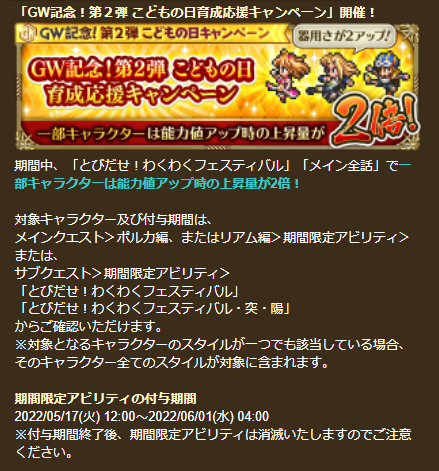 「GW記念！第２弾 こどもの日育成応援キャンペーン」開催！
GW記念！第2弾 こどもの日キャンペーン
器用さが2アップ！
GW記念！第2弾 こどもの日
育成応援キャンペーン
一部キャラクターは能力値アップ時の上昇量が2倍！
期間中、「とびだせ！わくわくフェスティバル」「メイン全話」で一
部キャラクターは能力値アップ時の上昇量が2倍！
対象キャラクター及び付与期間は、
メインクエスト＞ポルカ編、またはリアム編＞期間限定アビリティ＞
または、
サブクエスト＞期間限定アビリティ＞
「とびだせ！わくわくフェスティバル」
「とびだせ！わくわくフェスティバル・突・陽」
からご確認いただけます。
※対象となるキャラクターのスタイルが一つでも該当している場合、
そのキャラクター全てのスタイルが対象に含まれます。
期間限定アビリティの付与期間
2022/05/17(火) 12:00～2022/06/01(水) 04:00
※付与期間終了後、期間限定アビリティは消滅いたしますのでご注意
ください。